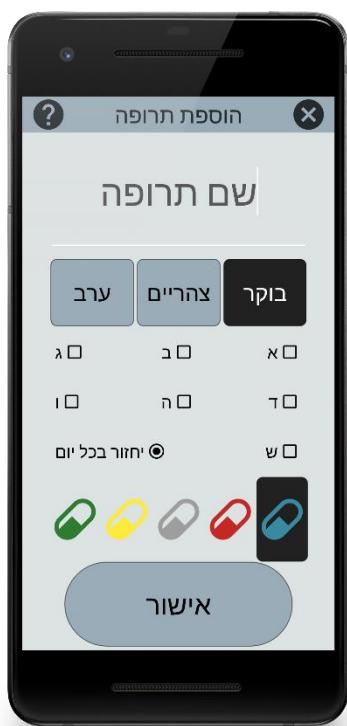 הוספת תרופה ?
שם תרופה
בוקר צהריים ערב
א ב ג
ד ה ו
ש יחזור בכל יום
אישור